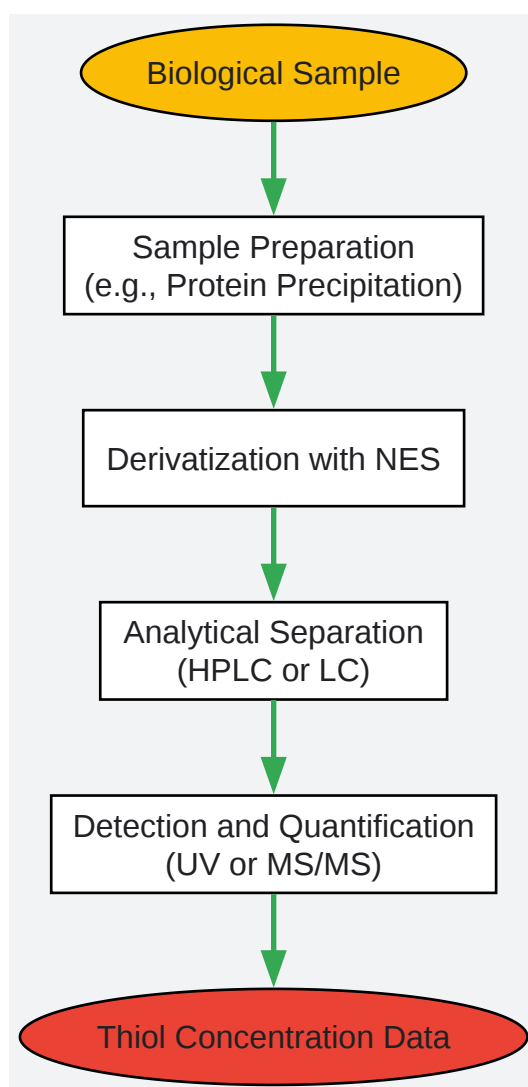 Biological Sample
Sample Preparation
(e.g., Protein Precipitation)
Derivatization with NES
Analytical Separation
(HPLC or LC)
Detection and Quantification
(UV or MS/MS)
Thiol Concentration Data